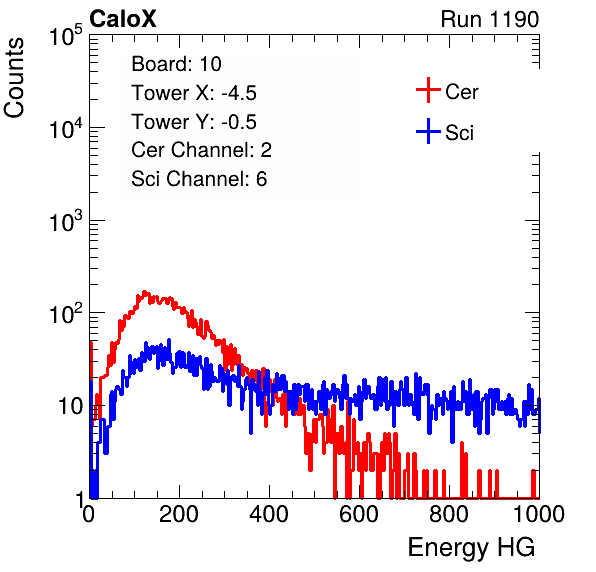 CaloX Run 1190
Counts
Board: 10
Tower X: -4.5
Tower Y: -0.5
Cer Channel: 2
Sci Channel: 6
Cer
Sci
10^5
10^4
10^3
10^2
10
1
0 200 400 600 800 1000
Energy HG